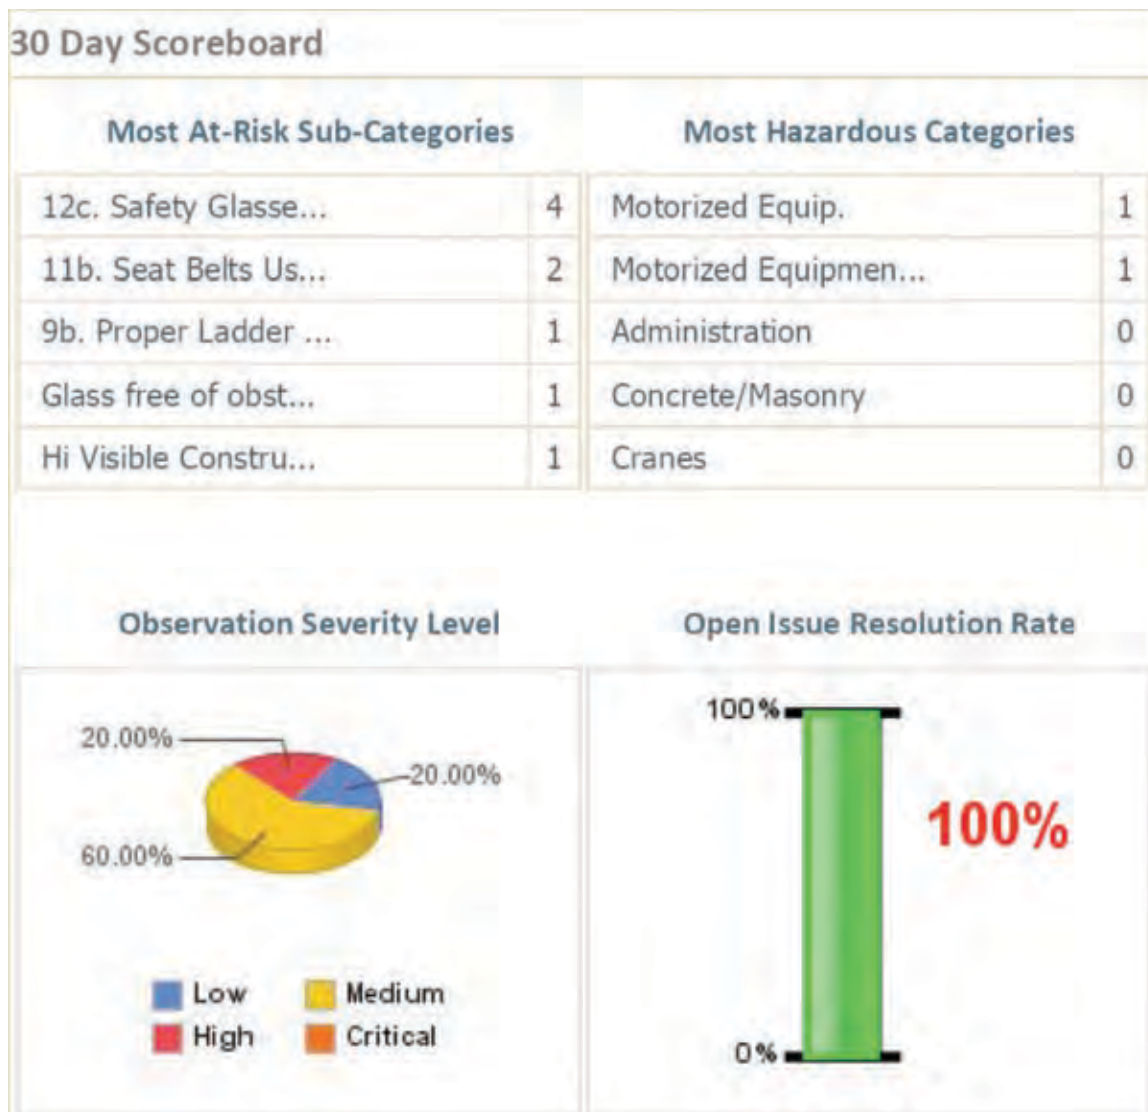 30 Day Scoreboard
Most At-Risk Sub-Categories
12c. Safety Glasse... 4
11b. Seat Belts Us... 2
9b. Proper Ladder ... 1
Glass free of obst... 1
Hi Visible Constru... 1
Most Hazardous Categories
Motorized Equip. 1
Motorized Equipmen... 1
Administration 0
Concrete/Masonry 0
Cranes 0
Observation Severity Level
20.00%
20.00%
60.00%
Low Medium
High Critical
Open Issue Resolution Rate
100%
100%
0%